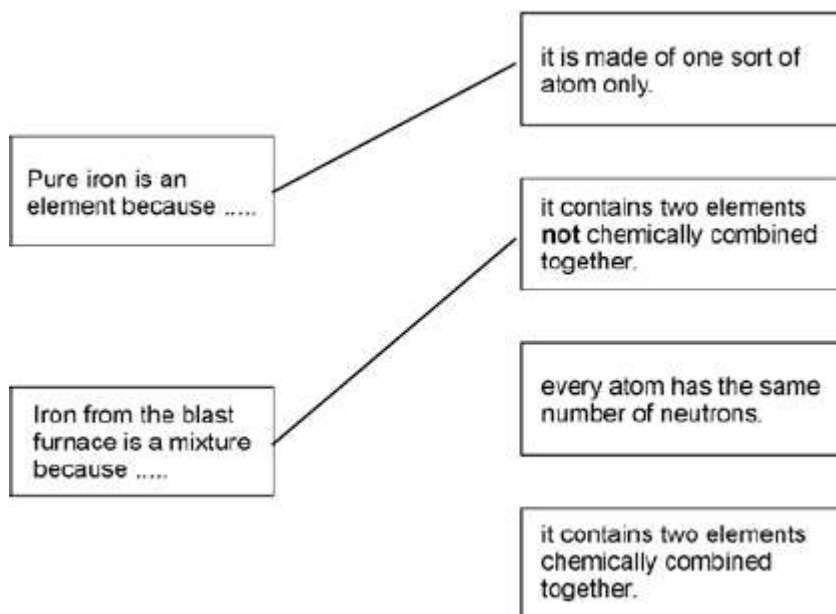 it is made of one sort of
atom only.
Pure iron is an
element because .....
it contains two elements
not chemically combined
together.
every atom has the same
number of neutrons.
Iron from the blast
furnace is a mixture
because .....
it contains two elements
chemically combined
together.